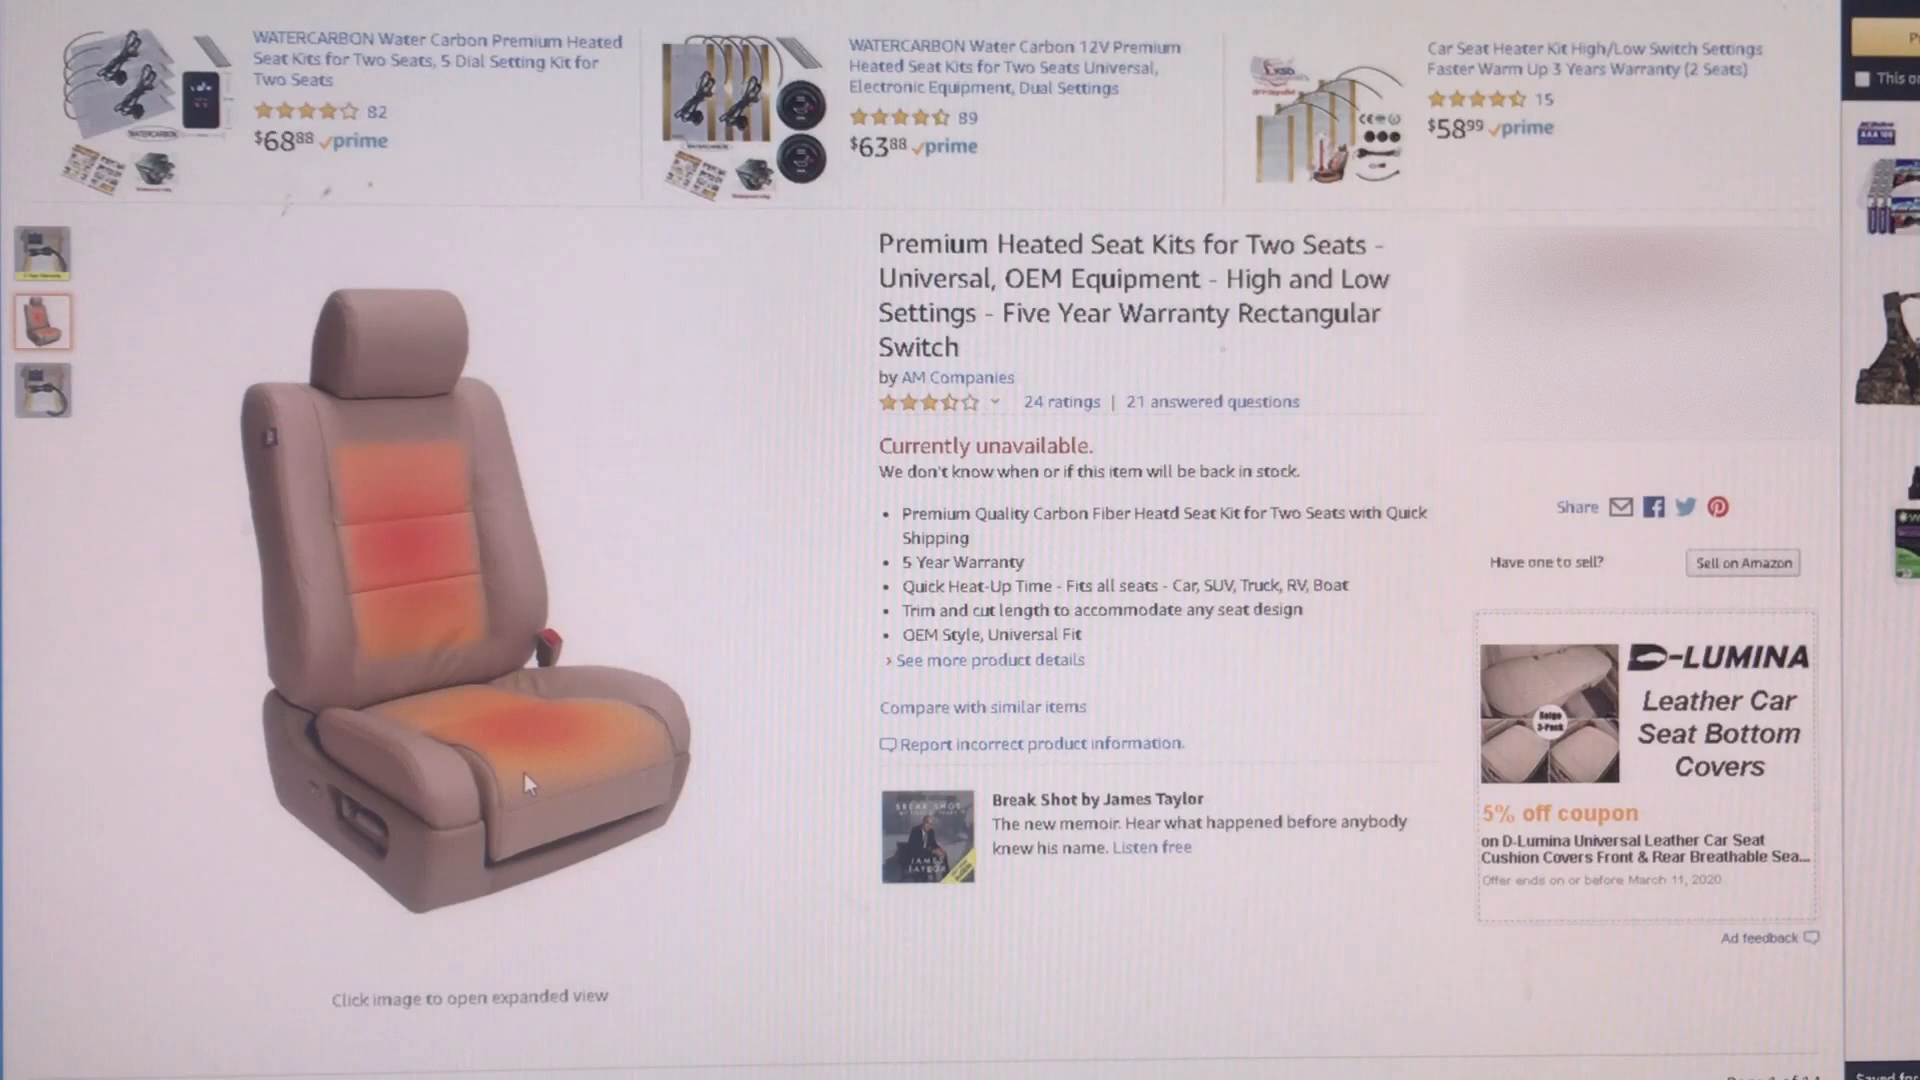 WATERCARBON Water Carbon Premium Heated
Seat Kits for Two Seats, 5 Dial Setting Kit for
Two Seats
82
$68.88 prime
WATERCARBON
WATERCARBON Water Carbon 12V Premium
Heated Seat Kits for Two Seats Universal,
Electronic Equipment, Dual Settings
89
$63.88 prime
Car Seat Heater Kit High/Low Switch Settings
Faster Warm Up 3 Years Warranty (2 Seats)
15
$58.99 prime
This or
Premium Heated Seat Kits for Two Seats -
Universal, OEM Equipment - High and Low
Settings - Five Year Warranty Rectangular
Switch
by AM Companies
24 ratings | 21 answered questions
Currently unavailable.
We don't know when or if this item will be back in stock.
• Premium Quality Carbon Fiber Heatd Seat Kit for Two Seats with Quick
Shipping
• 5 Year Warranty
• Quick Heat-Up Time - Fits all seats - Car, SUV, Truck, RV, Boat
• Trim and cut length to accommodate any seat design
• OEM Style, Universal Fit
› See more product details
Compare with similar items
Report incorrect product information.
BREAK SHOT
JAMES
TAYLOR
Break Shot by James Taylor
The new memoir. Hear what happened before anybody
knew his name. Listen free
Click image to open expanded view
Share
Have one to sell?
Sell on Amazon
D-LUMINA
Leather Car
Seat Bottom
Covers
Beige
2-Pack
5% off coupon
on D-Lumina Universal Leather Car Seat
Cushion Covers Front & Rear Breathable Sea...
Offer ends on or before March 11, 2020
Ad feedback